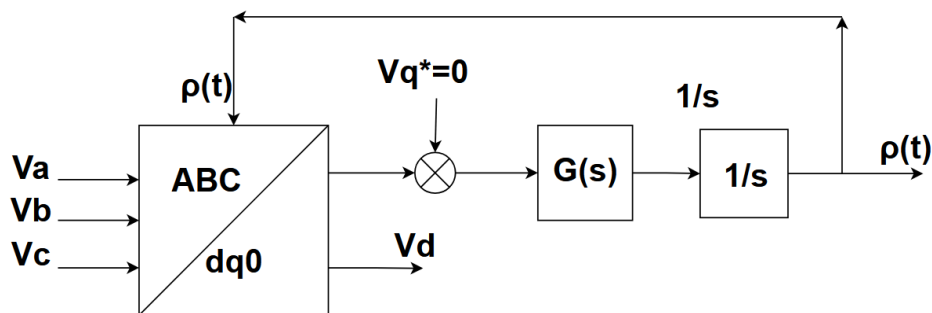 ρ(t)
Vq*=0
1/s
Va
Vb
Vc
ABC
dq0
Vd
G(s)
1/s
ρ(t)